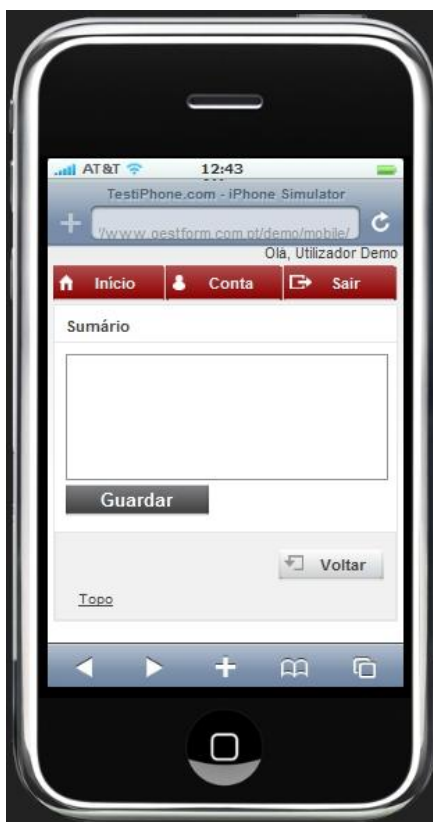 AT&T 12:43
TestiPhone.com - iPhone Simulator
/www.gestform.com.pt/demo/mobile/
Olá, Utilizador Demo
Início Conta Sair
Sumário
Guardar
Voltar
Topo